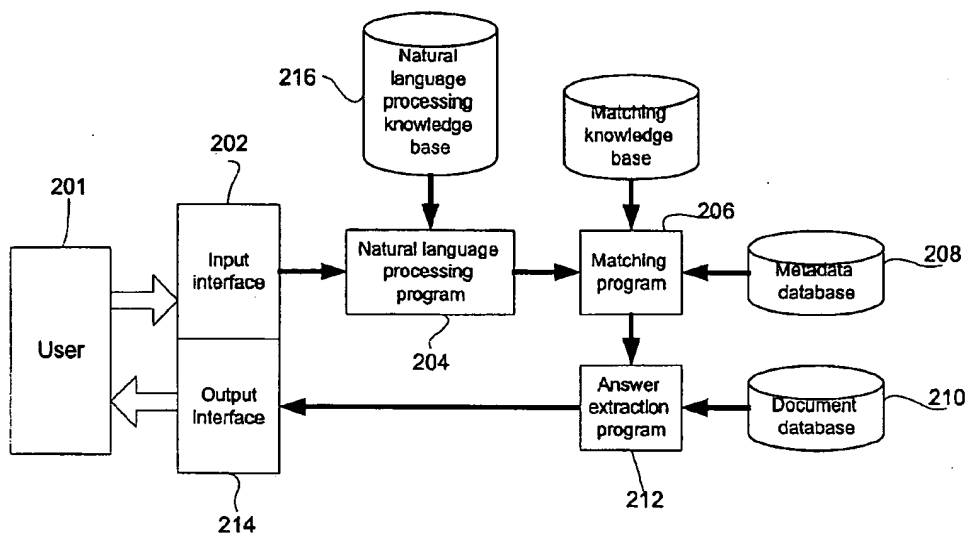 216
Natural
language
processing
knowledge
base
Matching
knowledge
base
201
202
206
User
Input
interface
Natural language
processing
program
Matching
program
Metadada
database
208
204
Output
Interface
Answer
extraction
program
Document
database
210
214
212